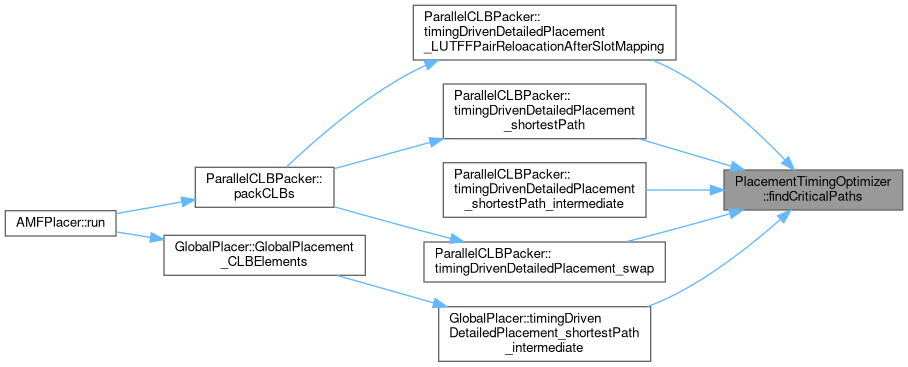 ParallelCLBPacker::
timingDrivenDetailedPlacement
_LUTFFPairReloacationAfterSlotMapping
ParallelCLBPacker::
timingDrivenDetailedPlacement
_shortestPath
ParallelCLBPacker::
packCLBs
ParallelCLBPacker::
timingDrivenDetailedPlacement
_shortestPath_intermediate
PlacementTimingOptimizer
::findCriticalPaths
AMFPlacer::run
GlobalPlacer::GlobalPlacement
_CLBElements
ParallelCLBPacker::
timingDrivenDetailedPlacement_swap
GlobalPlacer::timingDriven
DetailedPlacement_shortestPath
_intermediate